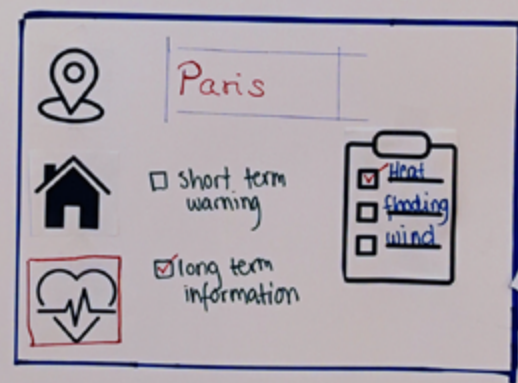 Paris
short term
warning
long term
information
Heat
flooding
wind